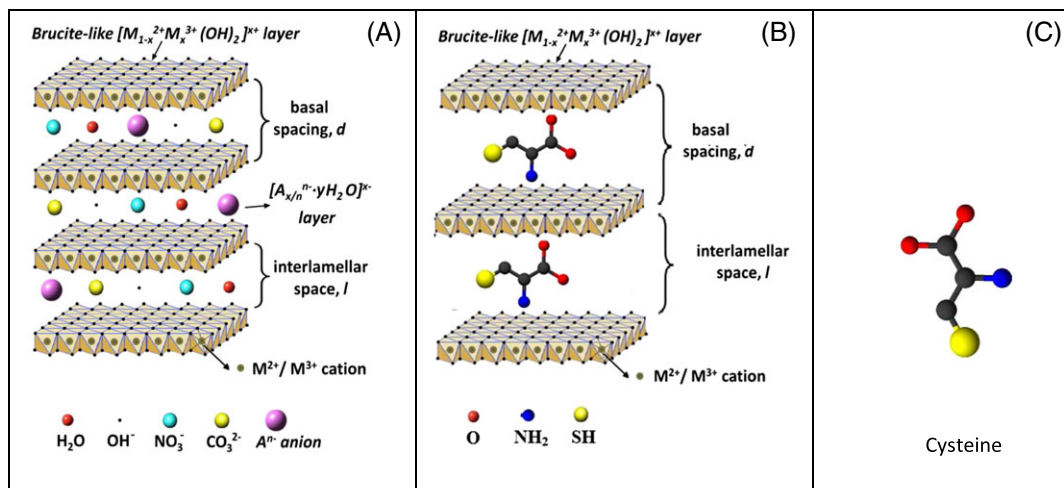 (A)
Brucite-like [M₁₋ₓ²⁺Mₓ³⁺(OH)₂]ˣ⁺ layer
basal
spacing, d
[Aₓ/ₙⁿ⁻·yH₂O]ˣ⁻
layer
interlamellar
space, l
M²⁺/ M³⁺ cation
H₂O OH⁻ NO₃⁻ CO₃²⁻ Aⁿ⁻ anion
(B)
Brucite-like [M₁₋ₓ²⁺Mₓ³⁺(OH)₂]ˣ⁺ layer
basal
spacing, d
interlamellar
space, l
M²⁺/ M³⁺ cation
O NH₂ SH
(C)
Cysteine